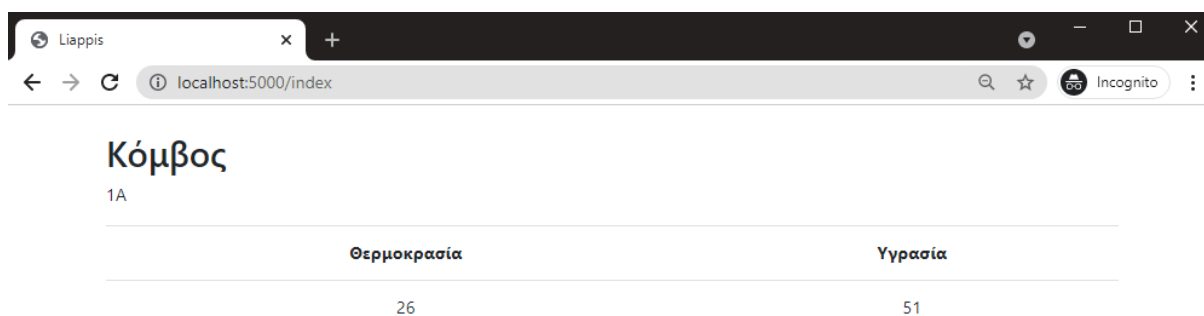 Liappis
localhost:5000/index
Incognito
Κόμβος
1A
Θερμοκρασία Υγρασία
26 51